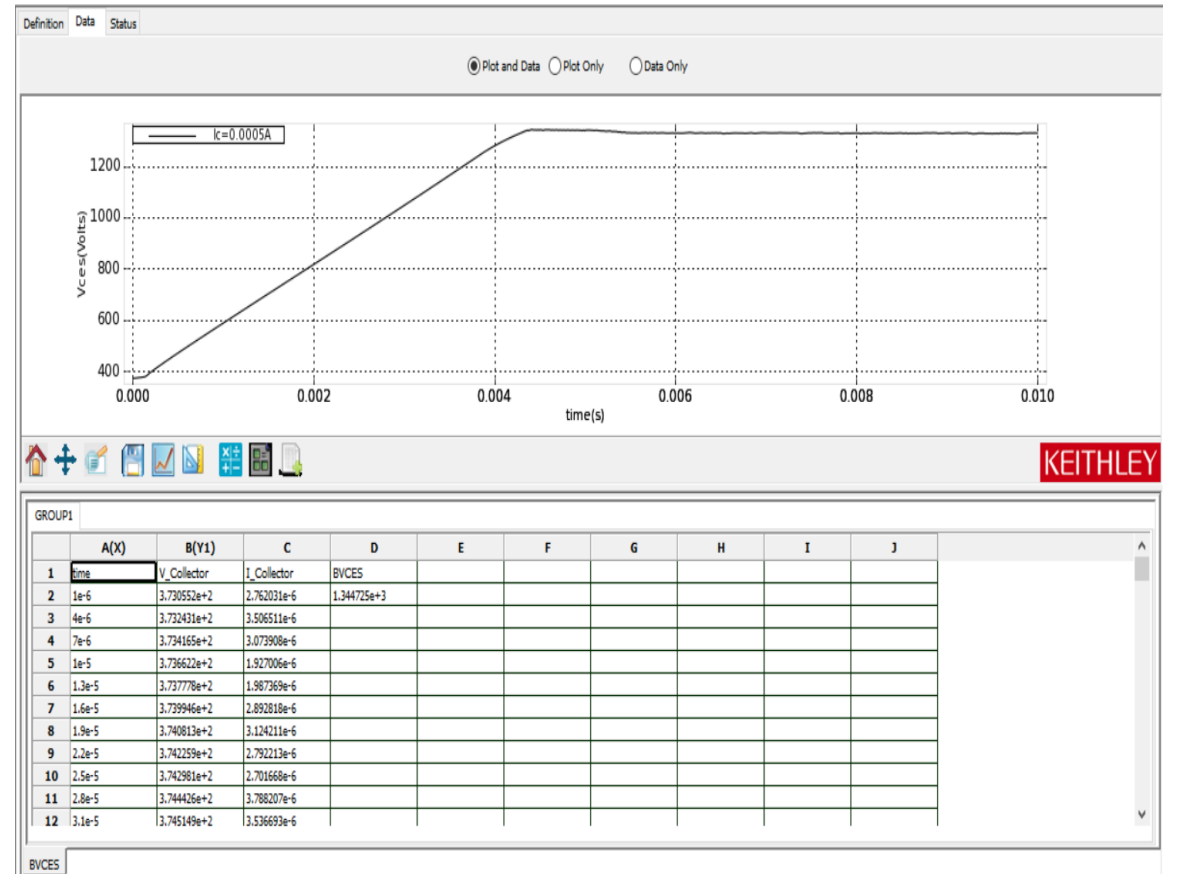 Definition Data Status
Plot and Data Plot Only Data Only
Ic=0.0005A
1200
1000
800
600
400
Vces(Volts)
0.000 0.002 0.004 0.006 0.008 0.010
time(s)
KEITHLEY
GROUP1
A(X) B(Y1) C D E F G H I J
1 time V_Collector I_Collector BVCES
2 1e-6 3.730552e+2 2.762031e-6 1.344725e+3
3 4e-6 3.732431e+2 3.506511e-6
4 7e-6 3.734165e+2 3.073908e-6
5 1e-5 3.736622e+2 1.927006e-6
6 1.3e-5 3.737778e+2 1.987369e-6
7 1.6e-5 3.739946e+2 2.892818e-6
8 1.9e-5 3.740813e+2 3.124211e-6
9 2.2e-5 3.742259e+2 2.792213e-6
10 2.5e-5 3.742981e+2 2.701668e-6
11 2.8e-5 3.744426e+2 3.788207e-6
12 3.1e-5 3.745149e+2 3.536693e-6
BVCES